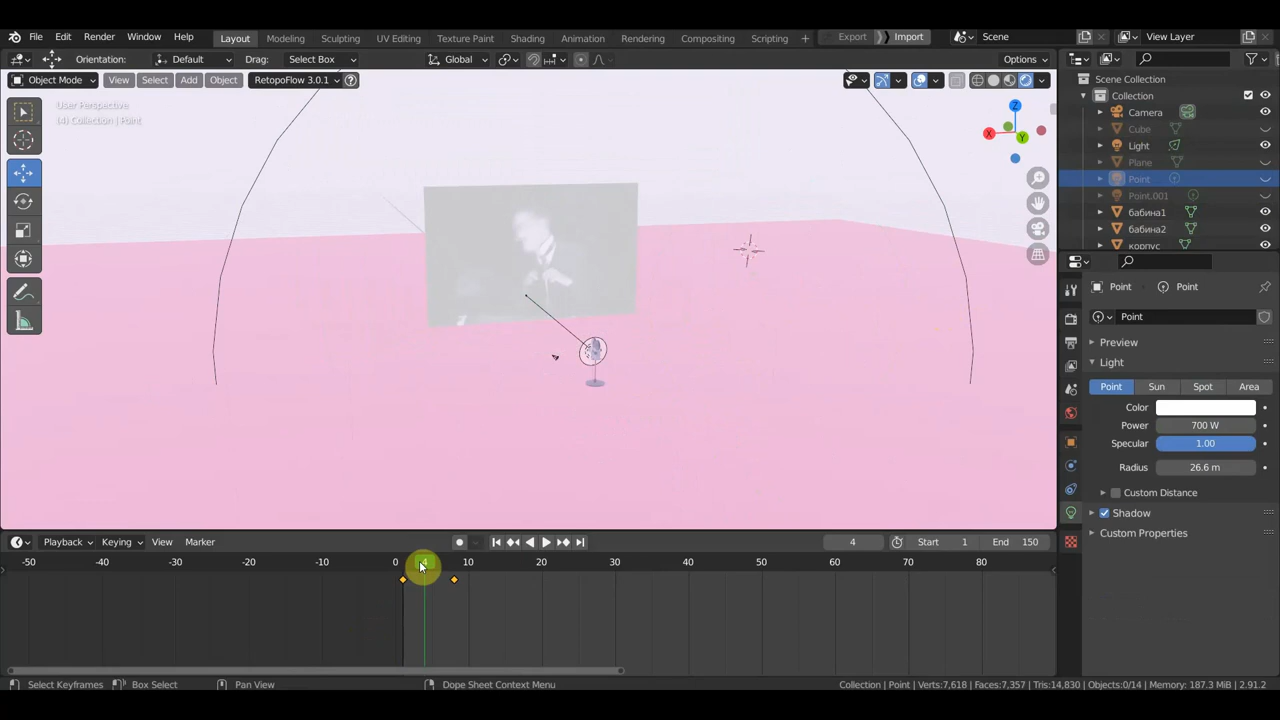 File Edit Render Window Help Layout Modeling Sculpting UV Editing Texture Paint Shading Animation Rendering Compositing Scripting + Export Import Scene View Layer
Orientation: Default Drag: Select Box Global Options
Object Mode View Select Add Object RetopoFlow 3.0.1
User Perspective
(4) Collection | Point
Z
X
Y
Scene Collection
Collection
Camera
Cube
Light
Plane
Point
Point.001
бабина1
бабина2
корпус
Point Point
Point
Preview
Light
Point Sun Spot Area
Color
Power 700 W
Specular 1.00
Radius 26.6 m
Custom Distance
Shadow
Custom Properties
Playback Keying View Marker 4 Start 1 End 150
-50 -40 -30 -20 -10 0 4 10 20 30 40 50 60 70 80
Select Keyframes Box Select Pan View Dope Sheet Context Menu Collection | Point | Verts:7,618 | Faces:7,357 | Tris:14,830 | Objects:0/14 | Memory: 187.3 MiB | 2.91.2